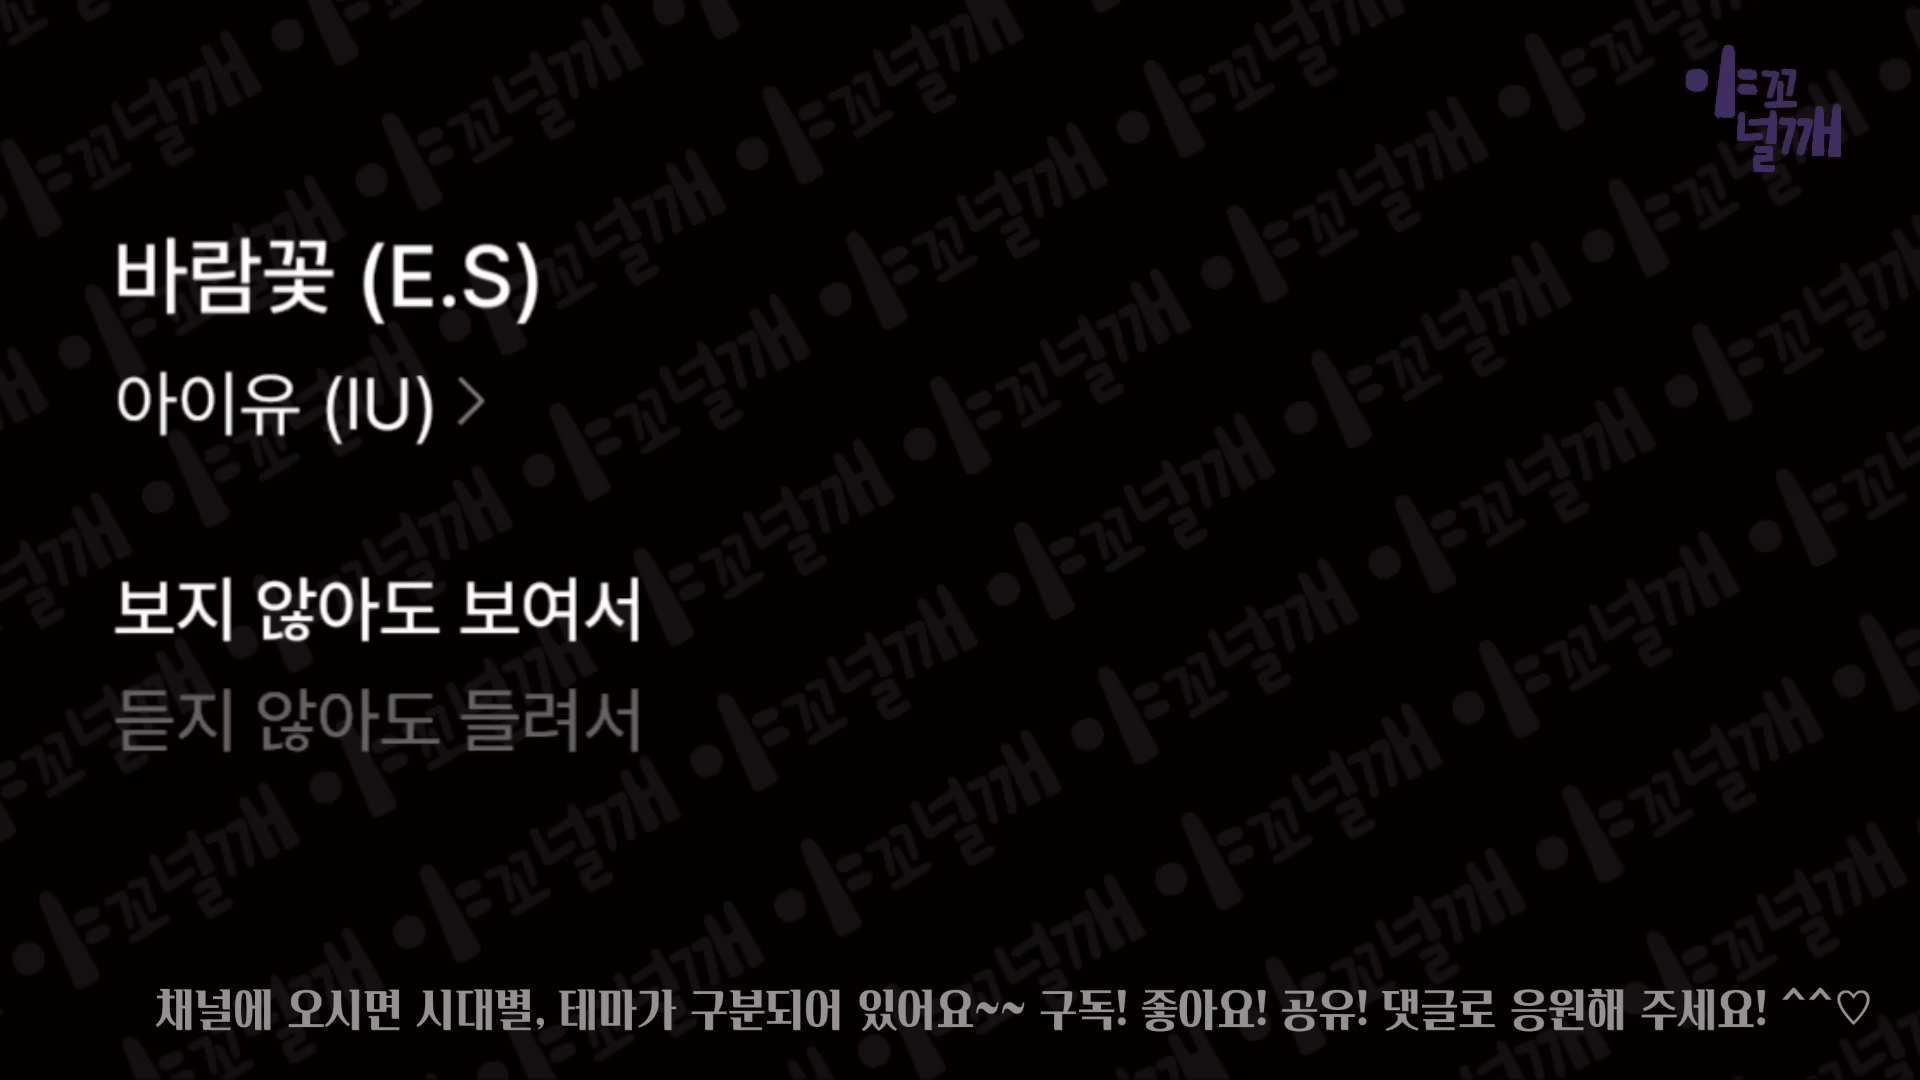 야꼬
널깨
바람꽃 (E.S)
아이유 (IU) >
보지 않아도 보여서
듣지 않아도 들려서
채널에 오시면 시대별, 테마가 구분되어 있어요~~ 구독! 좋아요! 공유! 댓글로 응원해 주세요! ^^♡